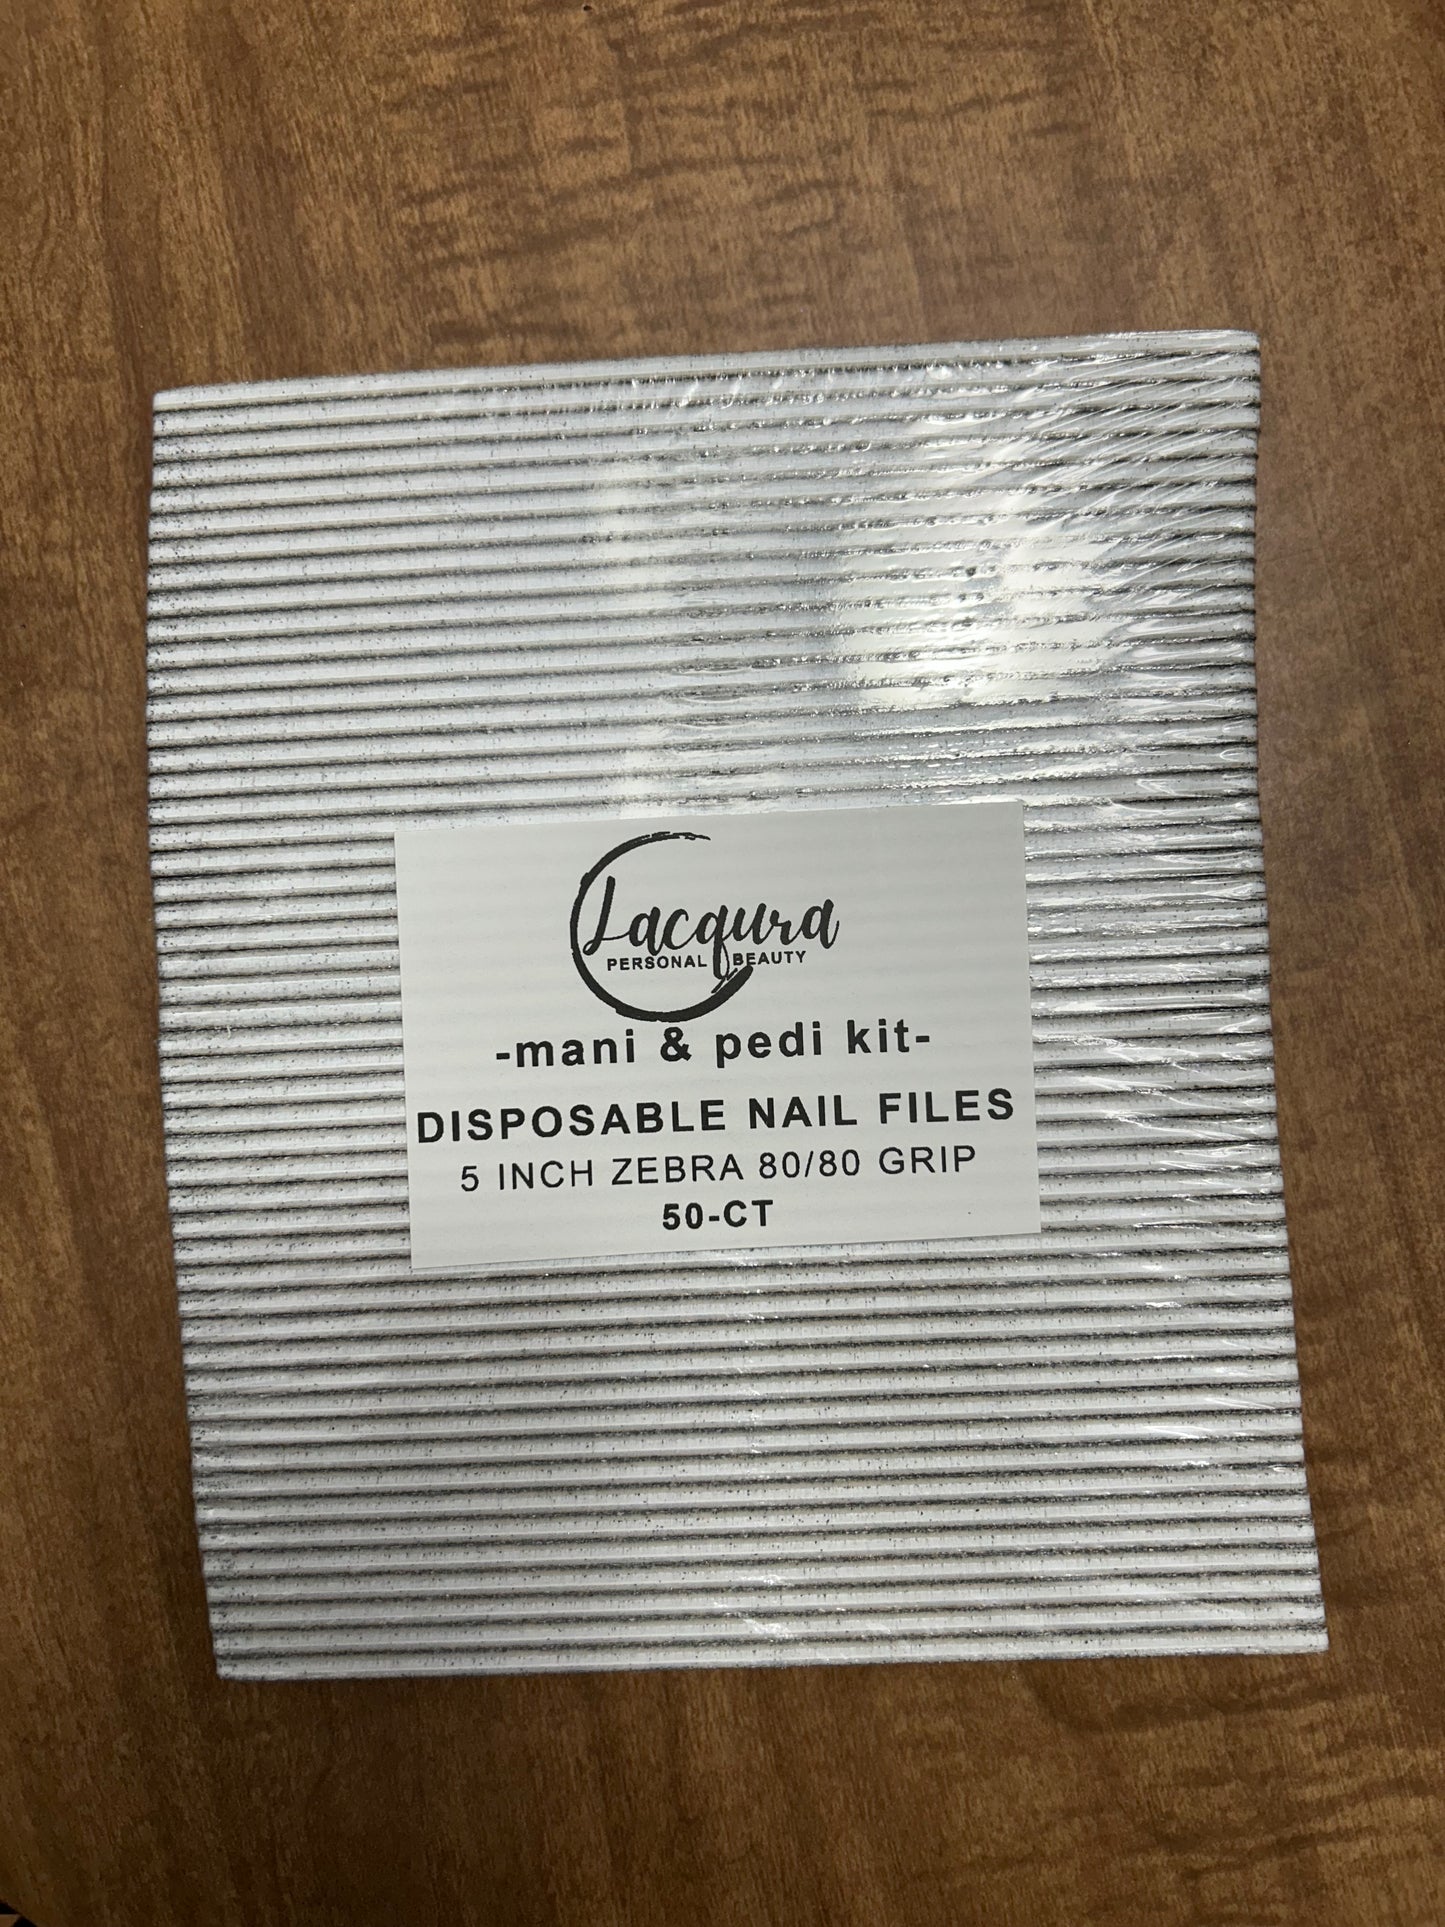 Lacqura
PERSONAL BEAUTY
-mani & pedi kit-
DISPOSABLE NAIL FILES
5 INCH ZEBRA 80/80 GRIP
50-CT